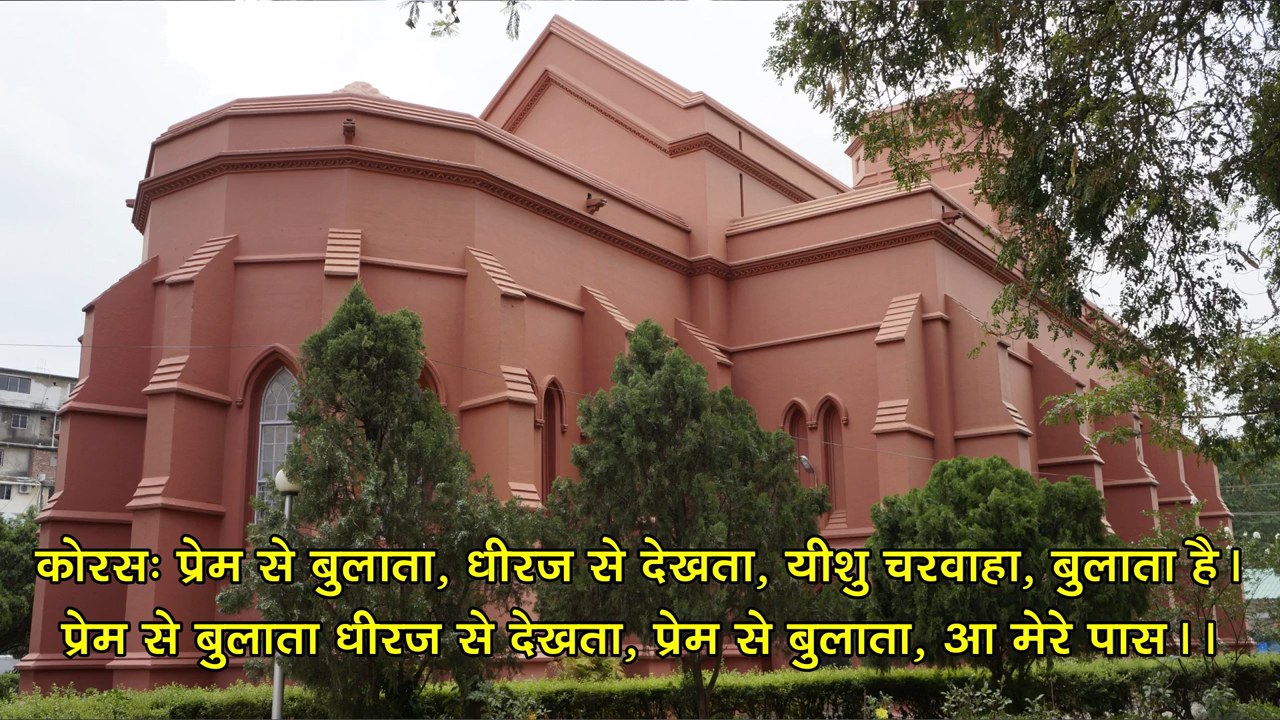 कोरसः प्रेम से बुलाता, धीरज से देखता, यीशु चरवाहा, बुलाता है।
प्रेम से बुलाता धीरज से देखता, प्रेम से बुलाता, आ मेरे पास।।